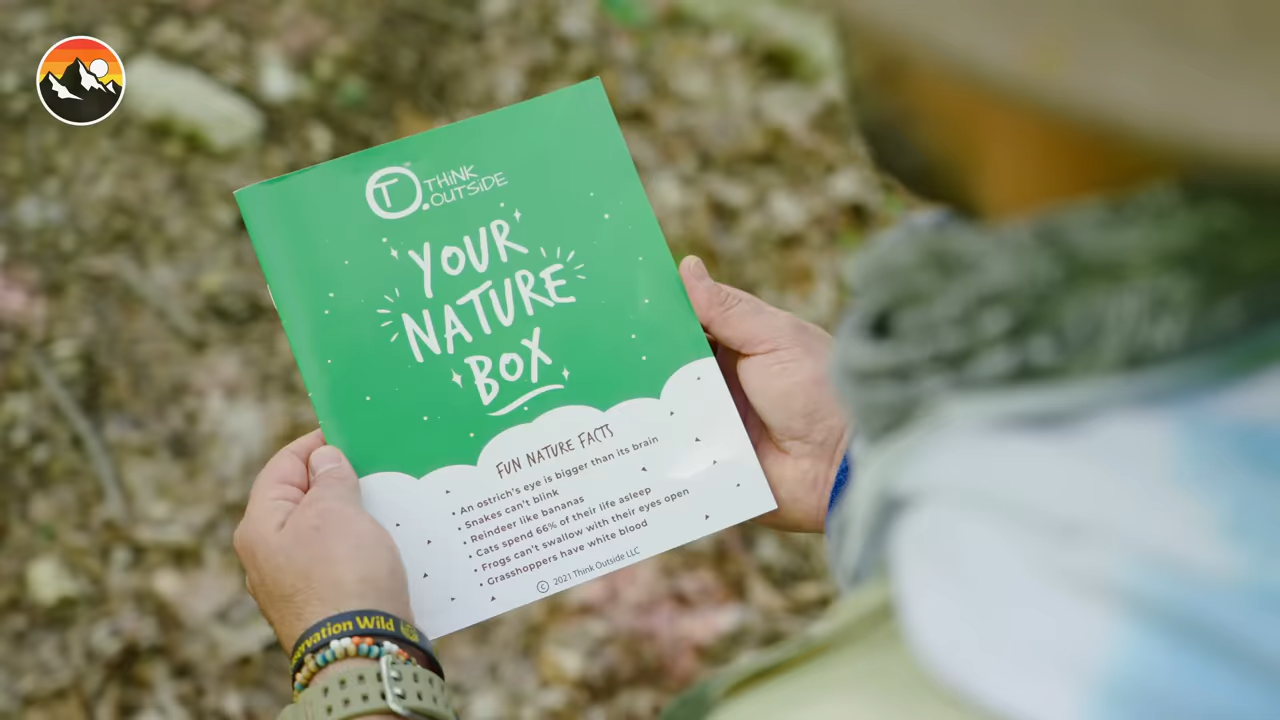 T THiNK
.OUTSiDE
YOUR
NATURE
BOX
FUN NATURE FACTS
• An ostrich's eye is bigger than its brain
• Snakes can't blink
• Reindeer like bananas
• Cats spend 66% of their life asleep
• Frogs can't swallow with their eyes open
• Grasshoppers have white blood
© 2021 Think Outside LLC
Wild